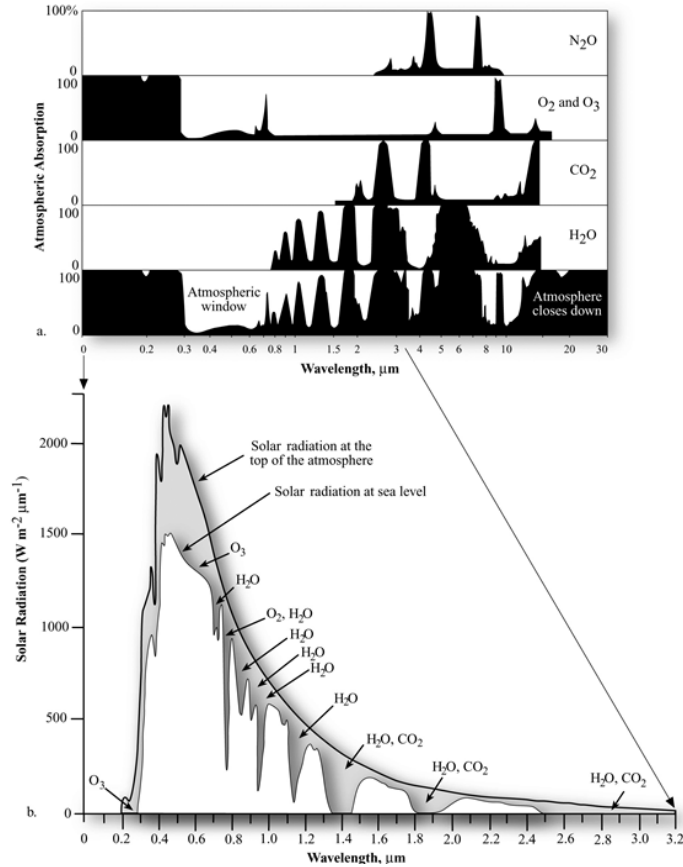 100%
N2O
0
100
O2 and O3
0
100
CO2
0
100
H2O
0
100
Atmospheric window
Atmosphere closes down
0
Atmospheric Absorption
a.
0 0.2 0.3 0.4 0.6 0.8 1 2 3 4 5 6 8 10 20 30
Wavelength, µm
2000
Solar radiation at the
top of the atmosphere
Solar radiation at sea level
1500
O3
H2O
O2, H2O
1000
H2O
H2O
H2O
H2O
500
H2O, CO2
H2O, CO2
H2O, CO2
O3
Solar Radiation (W m-2 µm-1)
b.
0
0 0.2 0.4 0.6 0.8 1.0 1.2 1.4 1.6 1.8 2.0 2.2 2.4 2.6 2.8 3.0 3.2
Wavelength, µm